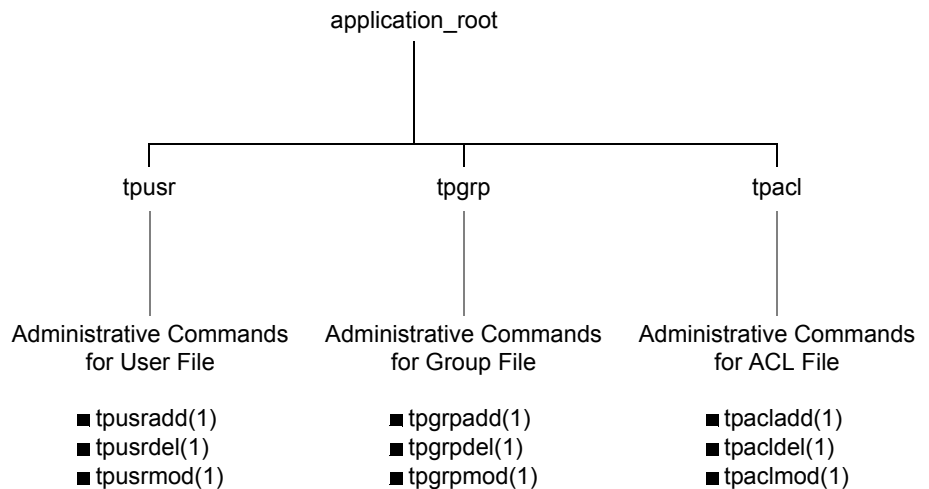 application_root
tpusr
tpgrp
tpacl
Administrative Commands
for User File
■ tpusradd(1)
■ tpusrdel(1)
■ tpusrmod(1)
Administrative Commands
for Group File
■ tpgrpadd(1)
■ tpgrpdel(1)
■ tpgrpmod(1)
Administrative Commands
for ACL File
■ tpacladd(1)
■ tpacldel(1)
■ tpaclmod(1)